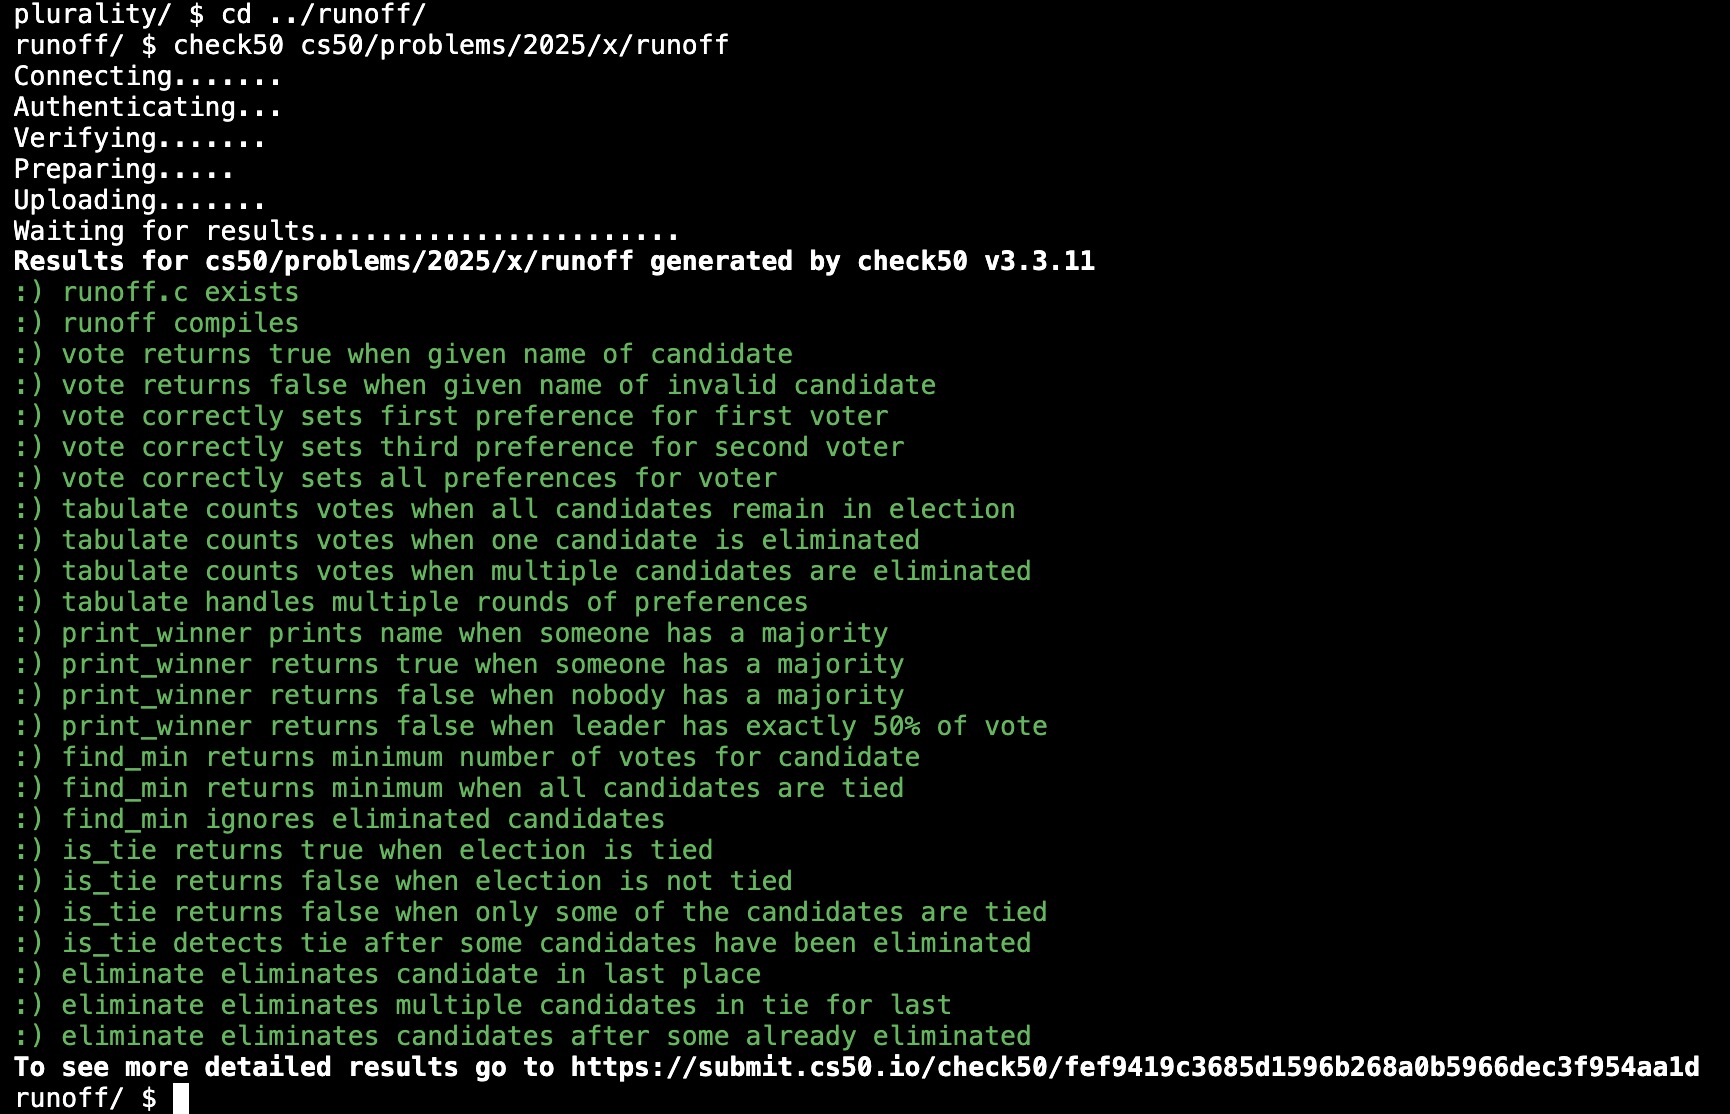 plurality/ $ cd ../runoff/
runoff/ $ check50 cs50/problems/2025/x/runoff
Connecting.......
Authenticating...
Verifying.......
Preparing.....
Uploading.......
Waiting for results.......................
Results for cs50/problems/2025/x/runoff generated by check50 v3.3.11
:) runoff.c exists
:) runoff compiles
:) vote returns true when given name of candidate
:) vote returns false when given name of invalid candidate
:) vote correctly sets first preference for first voter
:) vote correctly sets third preference for second voter
:) vote correctly sets all preferences for voter
:) tabulate counts votes when all candidates remain in election
:) tabulate counts votes when one candidate is eliminated
:) tabulate counts votes when multiple candidates are eliminated
:) tabulate handles multiple rounds of preferences
:) print_winner prints name when someone has a majority
:) print_winner returns true when someone has a majority
:) print_winner returns false when nobody has a majority
:) print_winner returns false when leader has exactly 50% of vote
:) find_min returns minimum number of votes for candidate
:) find_min returns minimum when all candidates are tied
:) find_min ignores eliminated candidates
:) is_tie returns true when election is tied
:) is_tie returns false when election is not tied
:) is_tie returns false when only some of the candidates are tied
:) is_tie detects tie after some candidates have been eliminated
:) eliminate eliminates candidate in last place
:) eliminate eliminates multiple candidates in tie for last
:) eliminate eliminates candidates after some already eliminated
To see more detailed results go to https://submit.cs50.io/check50/fef9419c3685d1596b268a0b5966dec3f954aa1d
runoff/ $